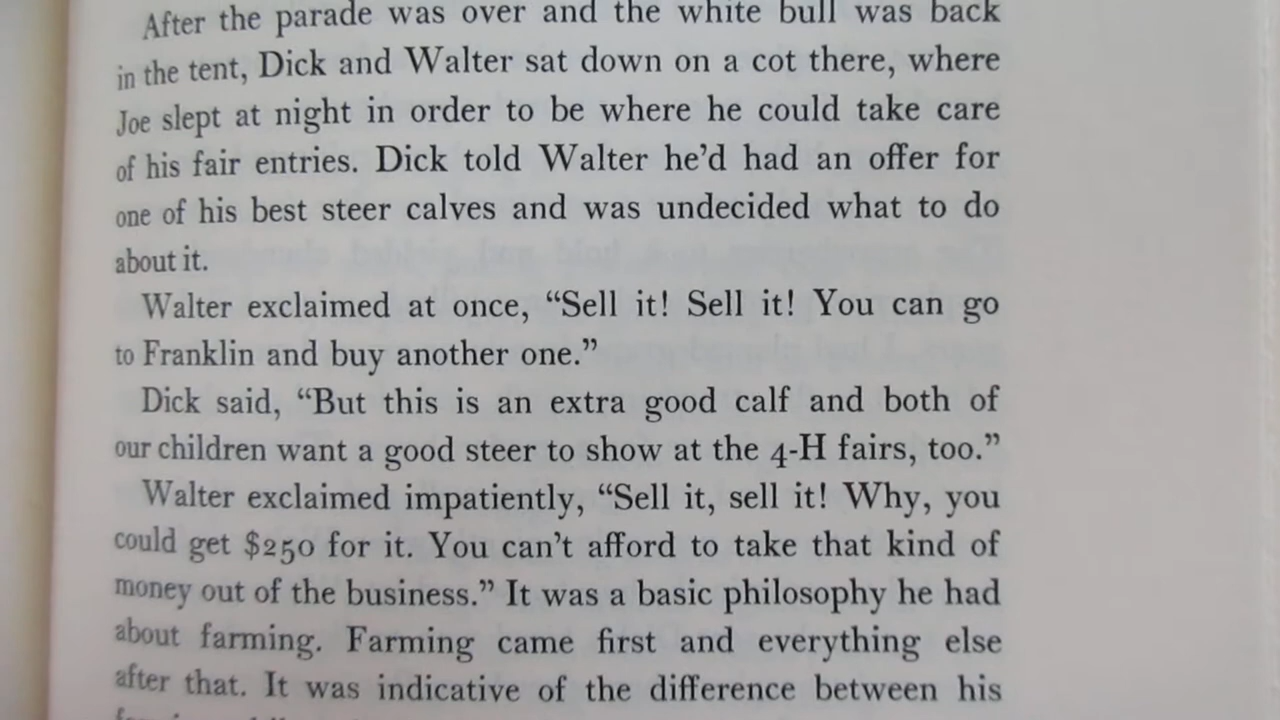 After the parade was over and the white bull was back
in the tent, Dick and Walter sat down on a cot there, where
Joe slept at night in order to be where he could take care
of his fair entries. Dick told Walter he’d had an offer for
one of his best steer calves and was undecided what to do
about it.
Walter exclaimed at once, “Sell it! Sell it! You can go
to Franklin and buy another one.”
Dick said, “But this is an extra good calf and both of
our children want a good steer to show at the 4-H fairs, too.”
Walter exclaimed impatiently, “Sell it, sell it! Why, you
could get $250 for it. You can’t afford to take that kind of
money out of the business.” It was a basic philosophy he had
about farming. Farming came first and everything else
after that. It was indicative of the difference between his